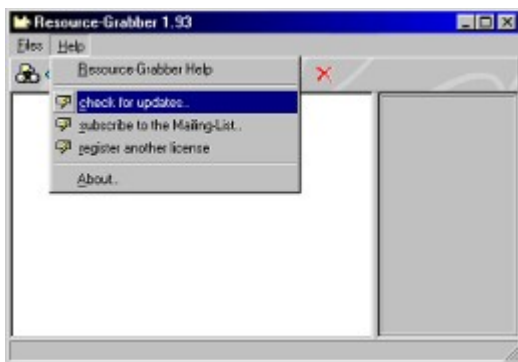 Resource-Grabber 1.93
Files Help
Resource-Grabber Help
check for updates..
subscribe to the Mailing-List..
register another license
About..